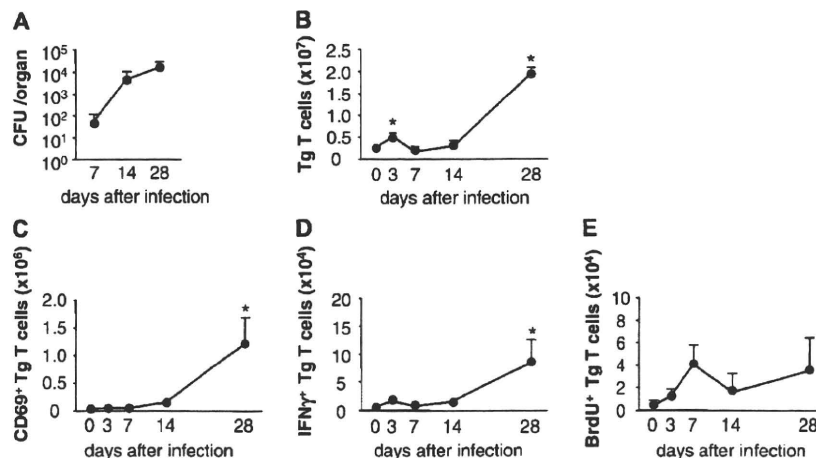 A
CFU /organ
10⁵
10⁴
10³
10²
10¹
10⁰
7 14 28
days after infection
B
Tg T cells (x10⁷)
2.5
2.0
1.5
1.0
0.5
0
*
*
0 3 7 14 28
days after infection
C
CD69⁺ Tg T cells (x10⁶)
2.0
1.5
1.0
0.5
0
*
0 3 7 14 28
days after infection
D
IFNγ⁺ Tg T cells (x10⁴)
20
15
10
5
0
*
0 3 7 14 28
days after infection
E
BrdU⁺ Tg T cells (x10⁴)
10
8
6
4
2
0
0 3 7 14 28
days after infection